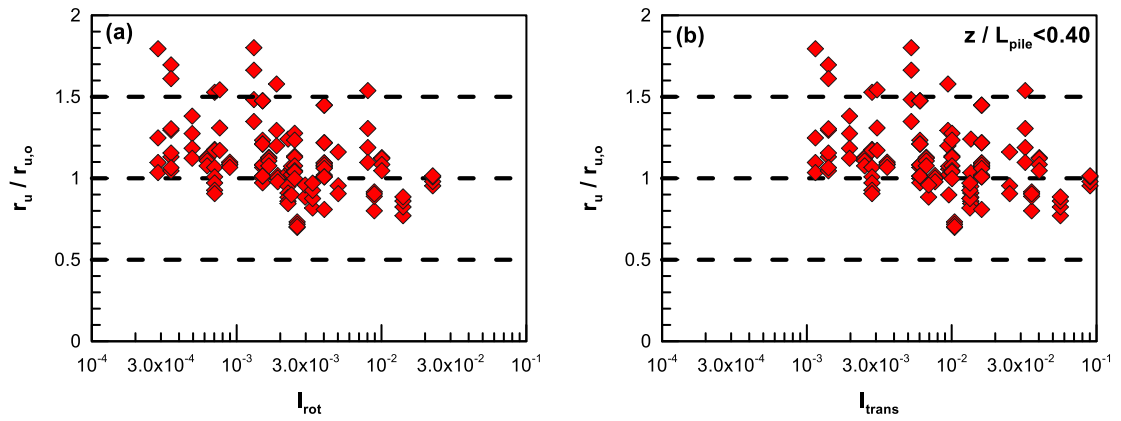 (a)
2
1.5
1
0.5
0
r_u / r_u,o
10^-4 3.0x10^-4 10^-3 3.0x10^-3 10^-2 3.0x10^-2 10^-1
I_rot
(b) z / L_pile<0.40
2
1.5
1
0.5
0
r_u / r_u,o
10^-4 3.0x10^-4 10^-3 3.0x10^-3 10^-2 3.0x10^-2 10^-1
I_trans